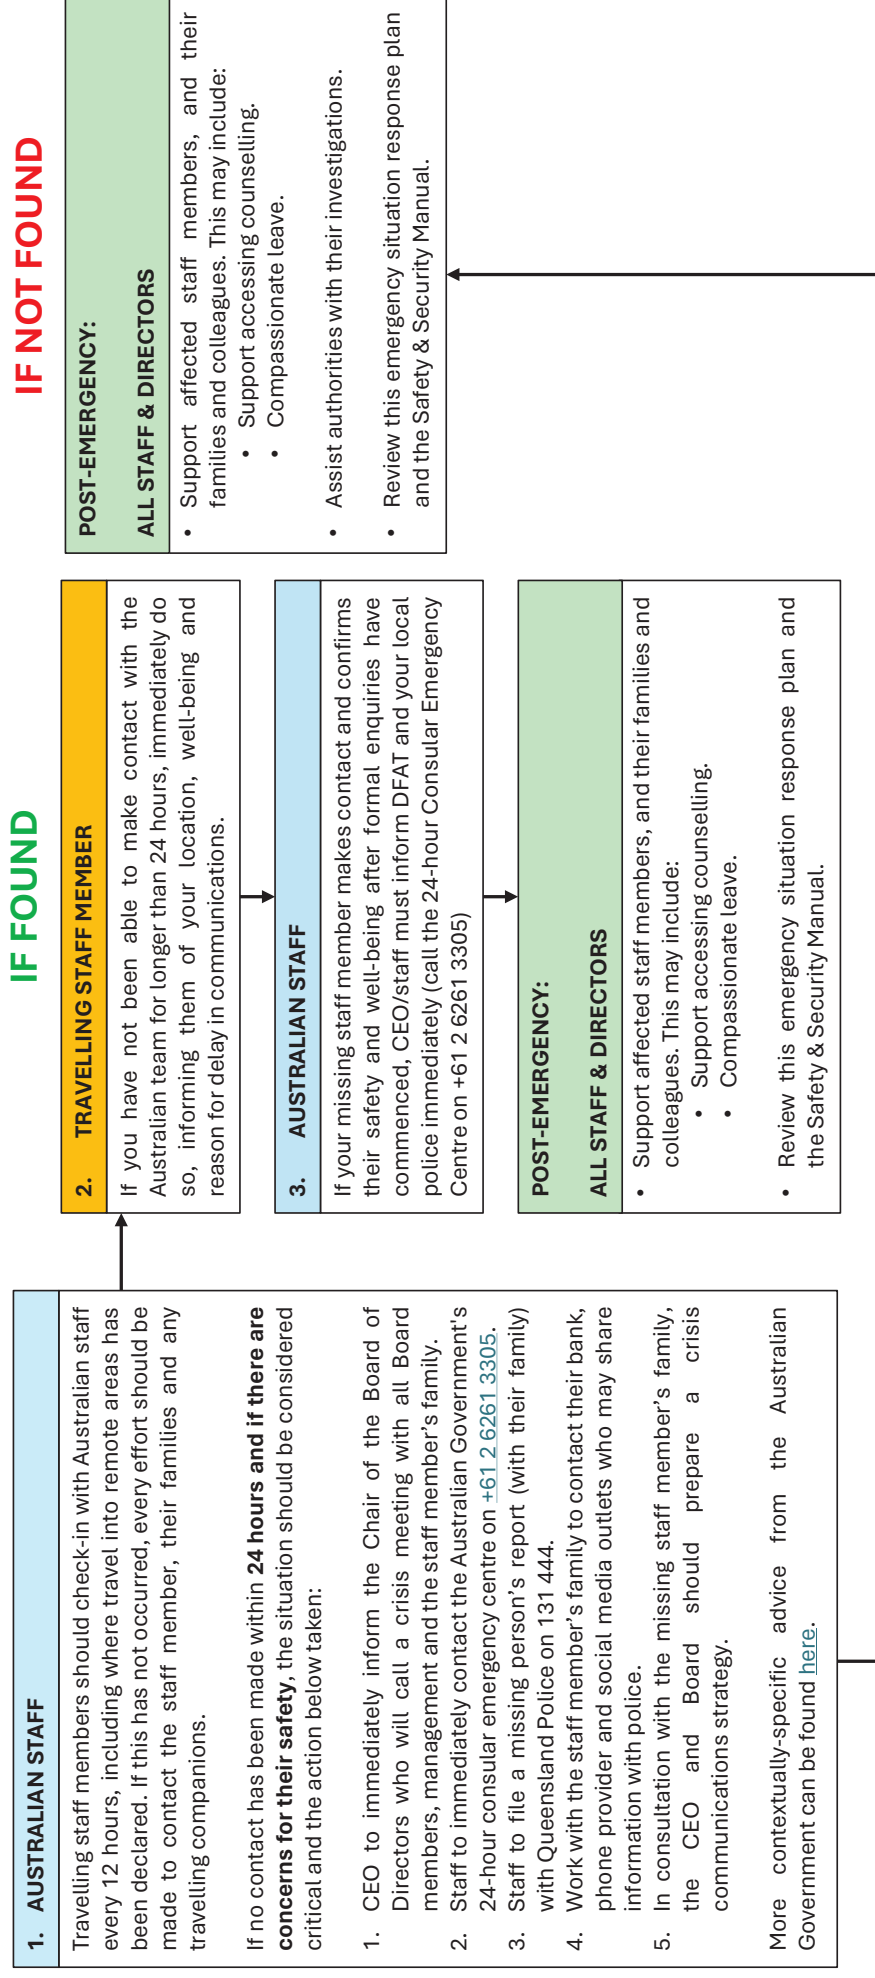 1. AUSTRALIAN STAFF
Travelling staff members should check-in with Australian staff
every 12 hours, including where travel into remote areas has
been declared. If this has not occurred, every effort should be
made to contact the staff member, their families and any
travelling companions.
If no contact has been made within 24 hours and if there are
concerns for their safety, the situation should be considered
critical and the action below taken:
1. CEO to immediately inform the Chair of the Board of
Directors who will call a crisis meeting with all Board
members, management and the staff member’s family.
2. Staff to immediately contact the Australian Government's
24-hour consular emergency centre on +61 2 6261 3305.
3. Staff to file a missing person’s report (with their family)
with Queensland Police on 131 444.
4. Work with the staff member’s family to contact their bank,
phone provider and social media outlets who may share
information with police.
5. In consultation with the missing staff member’s family,
the CEO and Board should prepare a crisis
communications strategy.
More contextually-specific advice from the Australian
Government can be found here.
IF FOUND
2. TRAVELLING STAFF MEMBER
If you have not been able to make contact with the
Australian team for longer than 24 hours, immediately do
so, informing them of your location, well-being and
reason for delay in communications.
3. AUSTRALIAN STAFF
If your missing staff member makes contact and confirms
their safety and well-being after formal enquiries have
commenced, CEO/staff must inform DFAT and your local
police immediately (call the 24-hour Consular Emergency
Centre on +61 2 6261 3305)
POST-EMERGENCY:
ALL STAFF & DIRECTORS
• Support affected staff members, and their families and
colleagues. This may include:
• Support accessing counselling.
• Compassionate leave.
• Review this emergency situation response plan and
the Safety & Security Manual.
IF NOT FOUND
POST-EMERGENCY:
ALL STAFF & DIRECTORS
• Support affected staff members, and their
families and colleagues. This may include:
• Support accessing counselling.
• Compassionate leave.
• Assist authorities with their investigations.
• Review this emergency situation response plan
and the Safety & Security Manual.